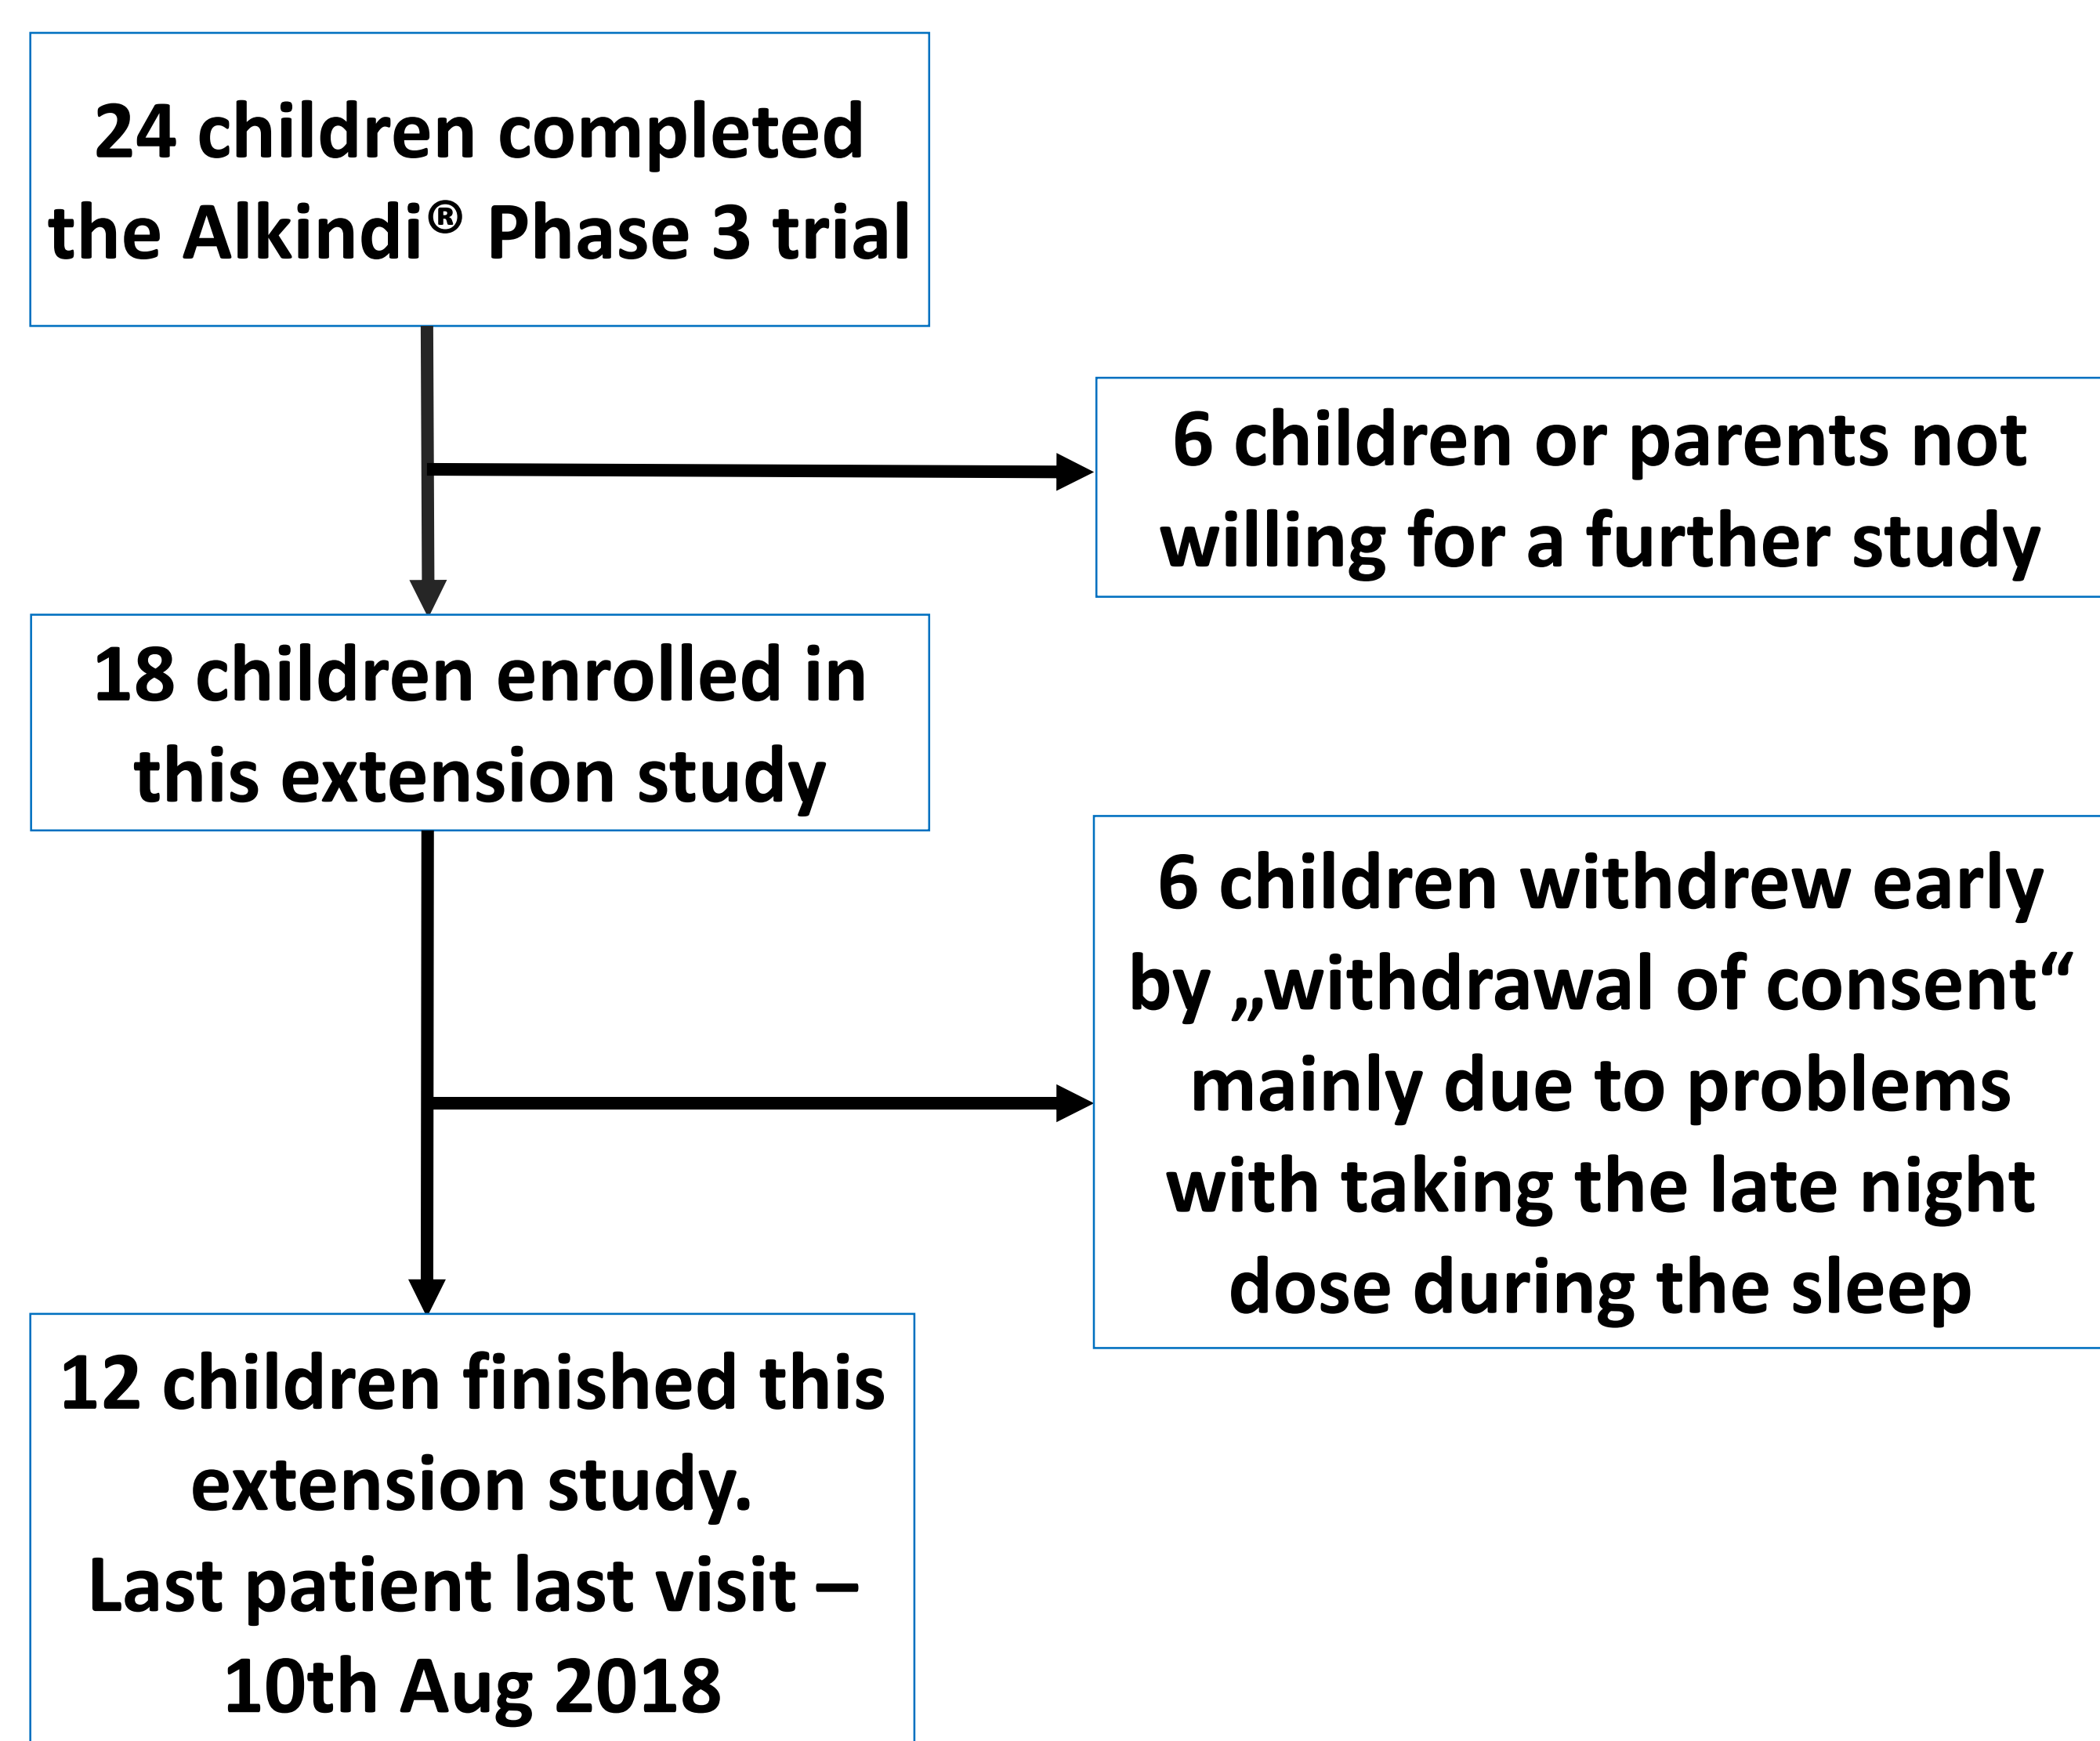 24 children completed
the Alkindi® Phase 3 trial
6 children or parents not
willing for a further study
18 children enrolled in
this extension study
6 children withdrew early
by „withdrawal of consent“
mainly due to problems
with taking the late night
dose during the sleep
12 children finished this
extension study.
Last patient last visit –
10th Aug 2018